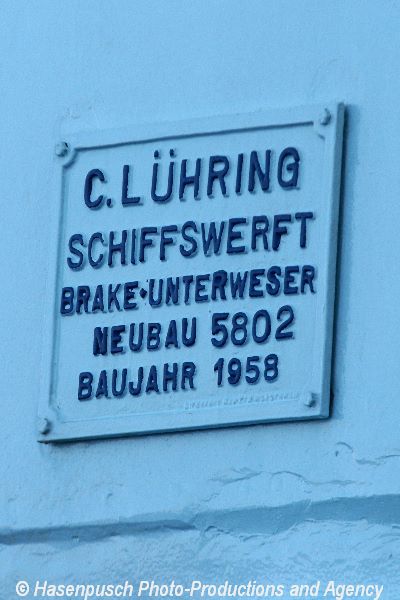 C. LÜHRING
SCHIFFSWERFT
BRAKE-UNTERWESER
NEUBAU 5802
BAUJAHR 1958
© Hasenpusch Photo-Productions and Agency